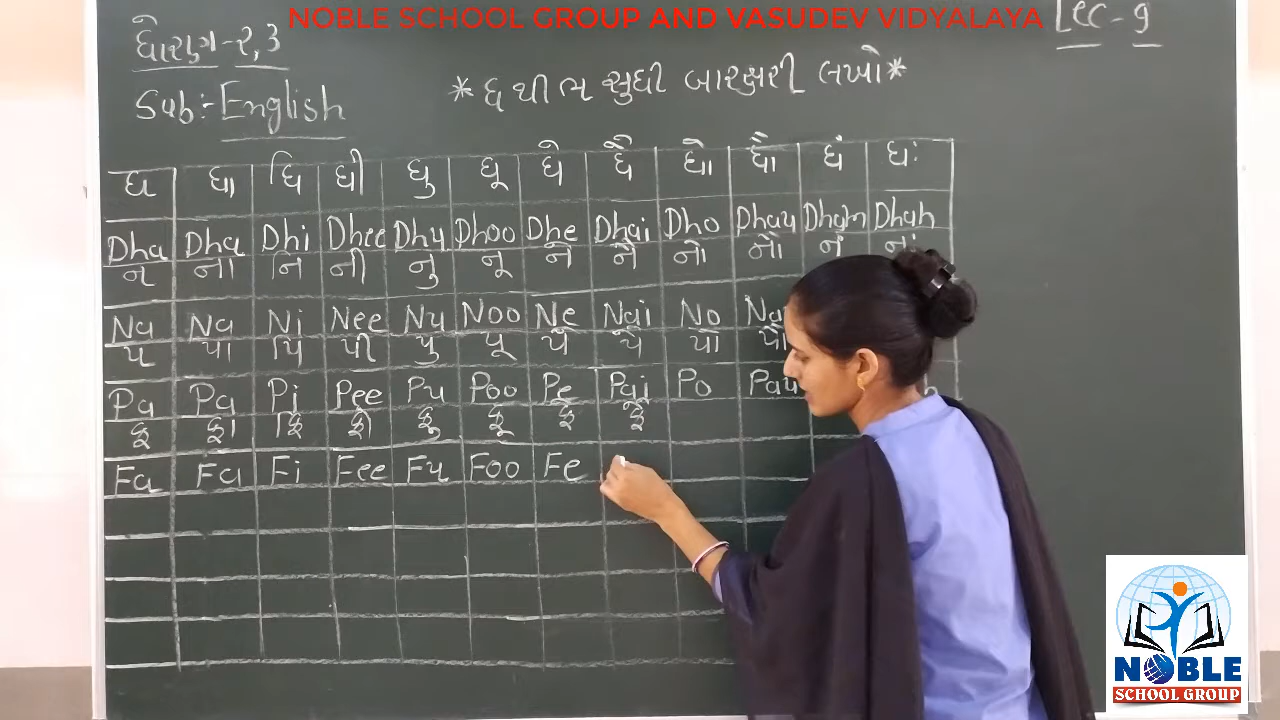 NOBLE SCHOOL GROUP AND VASUDEV VIDYALAYA
ધોરણ-૨,૩
Lec-9
Sub:- English
*ધ થી ભ સુધી બારક્ષરી લખો*
ધ ધા ધિ ધી ધુ ધૂ ધે ધૈ ધો ધૌ ધં ધઃ
Dha Dha Dhi Dhee Dhu Dhoo Dhe Dhai Dho Dhau Dham Dhah
ન ના નિ ની નુ નૂ ને નૈ નો નૌ નં
Na Na Ni Nee Nu Noo Ne Nai No
પ પા પિ પી પુ પૂ પે પૈ પો
Pa Pa Pi Pee Pu Poo Pe Pai Po Pau
ફ ફા ફિ ફી ફુ ફૂ ફે ફૈ
Fa Fa Fi Fee Fu Foo Fe
NOBLE
SCHOOL GROUP